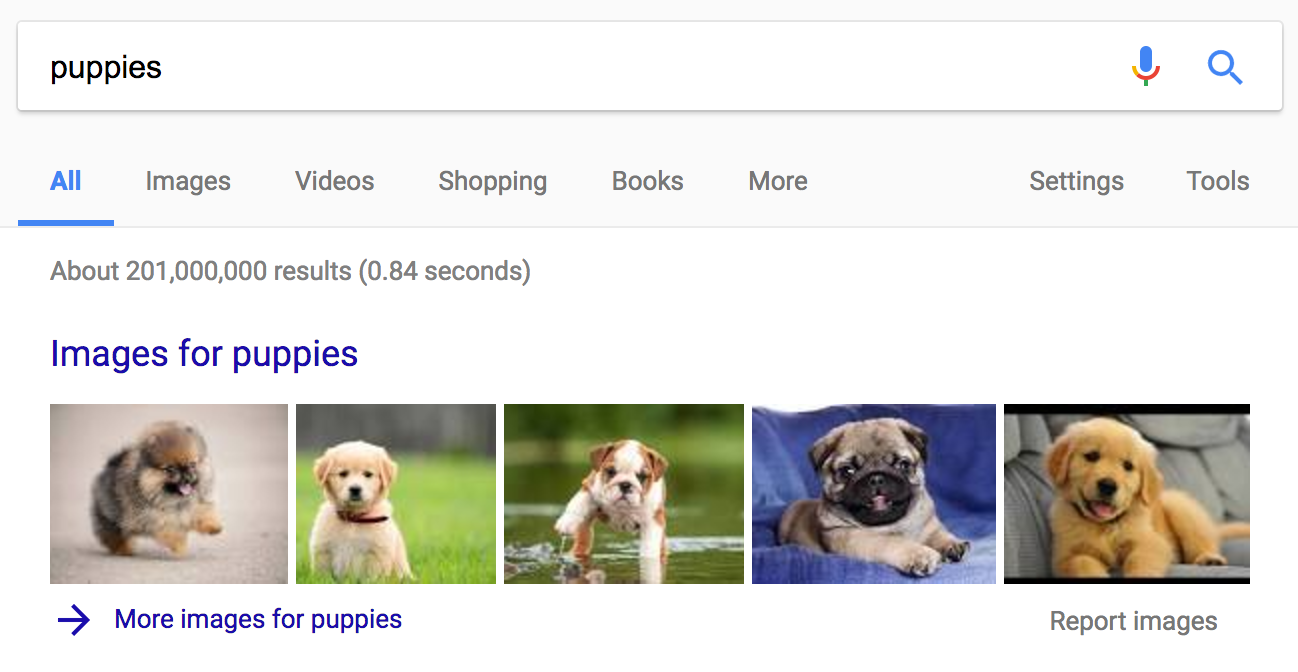 puppies
All Images Videos Shopping Books More Settings Tools
About 201,000,000 results (0.84 seconds)
Images for puppies
More images for puppies Report images